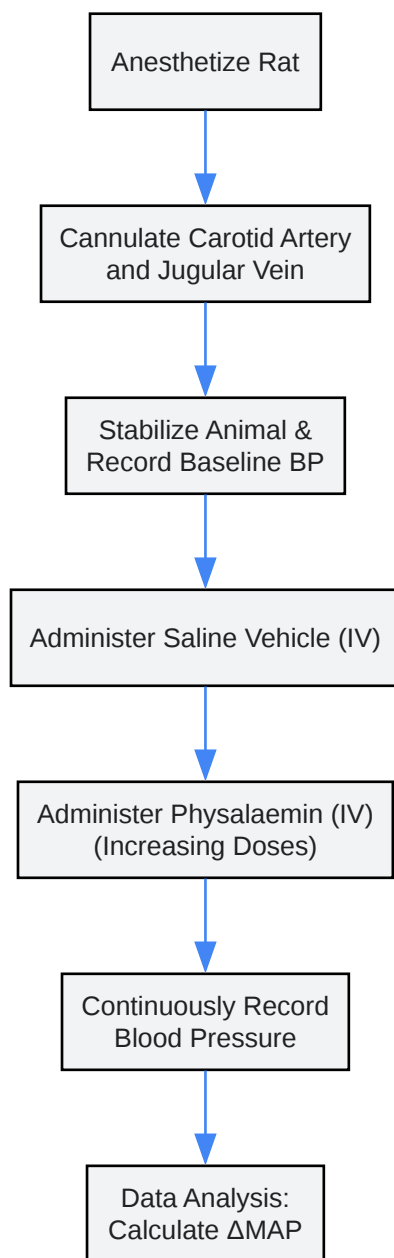 Anesthetize Rat
Cannulate Carotid Artery
and Jugular Vein
Stabilize Animal &
Record Baseline BP
Administer Saline Vehicle (IV)
Administer Physalaemin (IV)
(Increasing Doses)
Continuously Record
Blood Pressure
Data Analysis:
Calculate ΔMAP